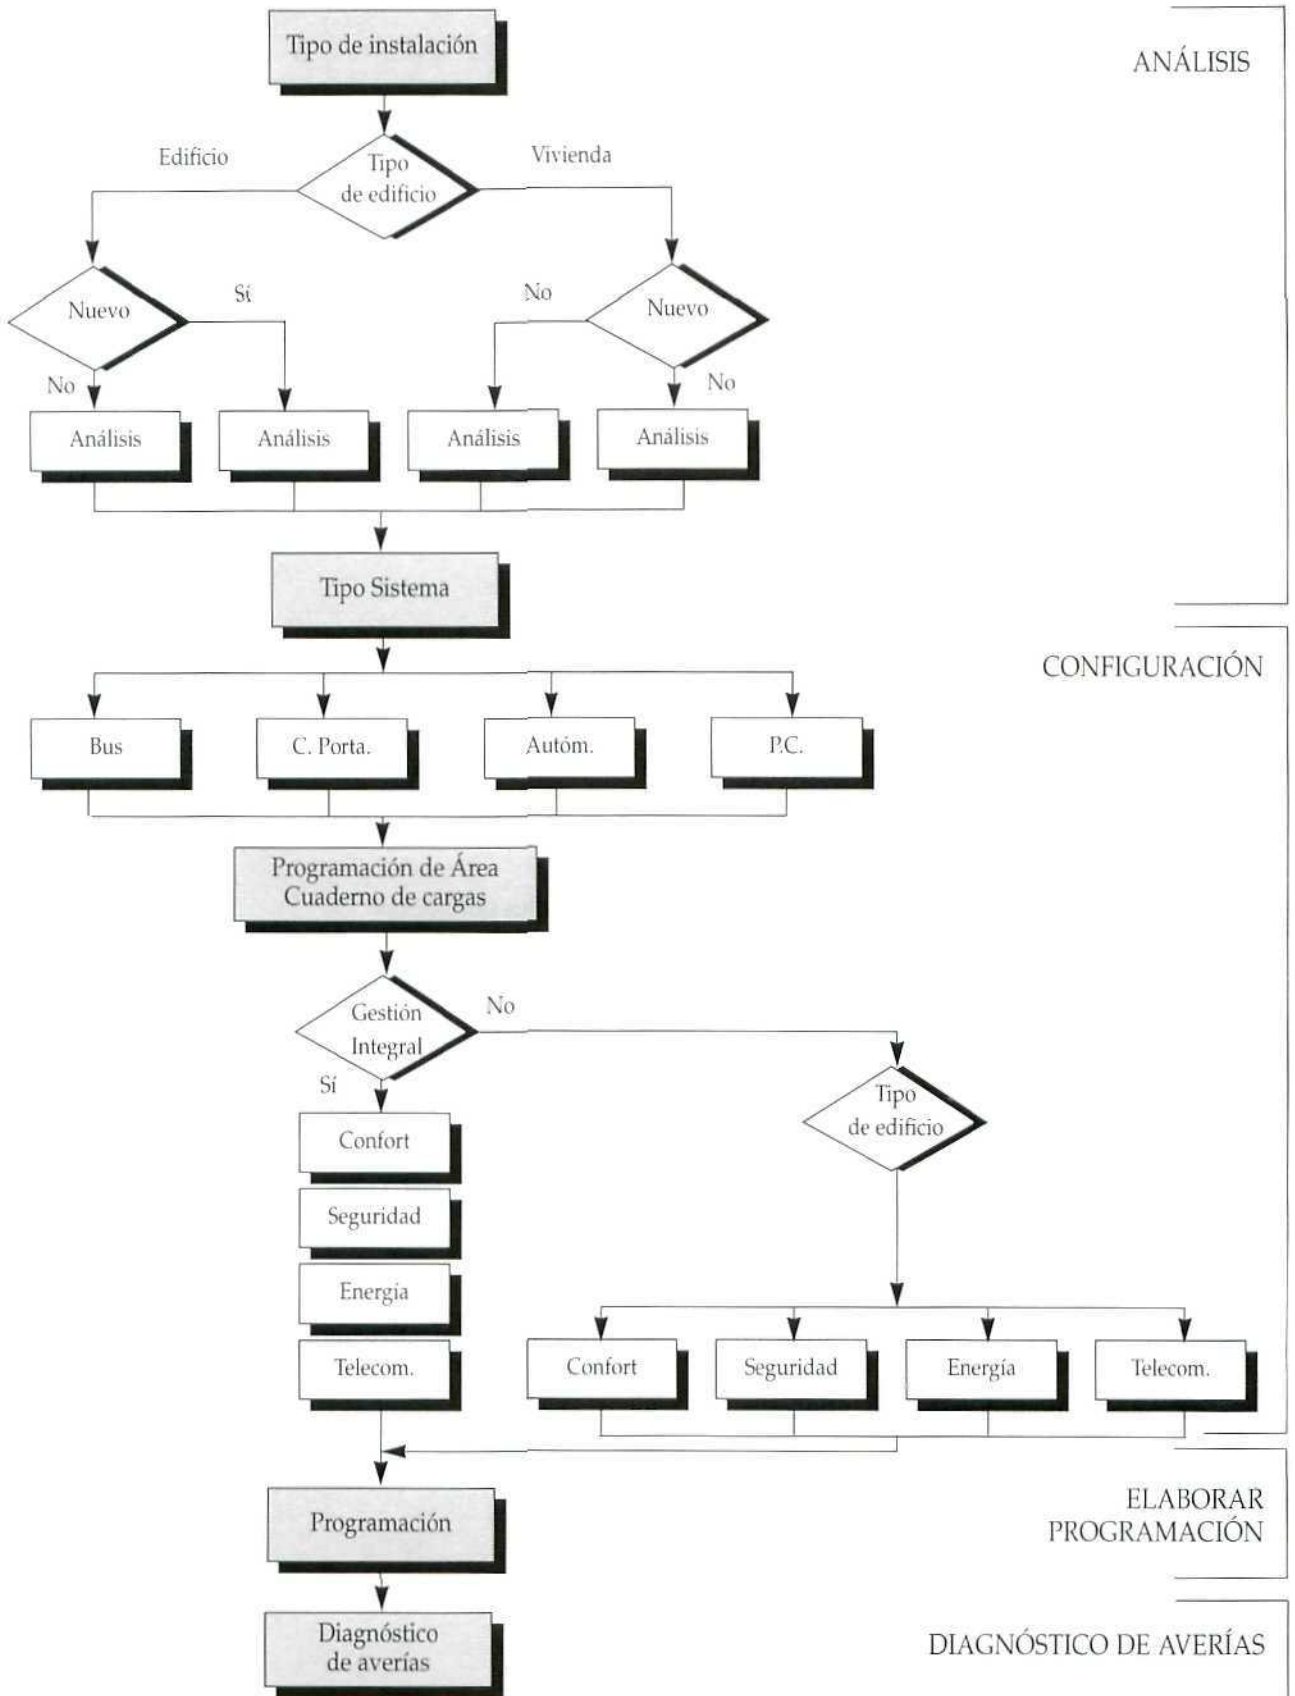 Tipo de instalación
ANÁLISIS
Edificio
Tipo
de edificio
Vivienda
Nuevo
Sí
No
Nuevo
No
No
Análisis
Análisis
Análisis
Análisis
Tipo Sistema
CONFIGURACIÓN
Bus
C. Porta.
Autóm.
P.C.
Programación de Área
Cuaderno de cargas
Gestión
Integral
No
Sí
Tipo
de edificio
Confort
Seguridad
Energía
Telecom.
Confort
Seguridad
Energía
Telecom.
Programación
ELABORAR
PROGRAMACIÓN
Diagnóstico
de averías
DIAGNÓSTICO DE AVERÍAS